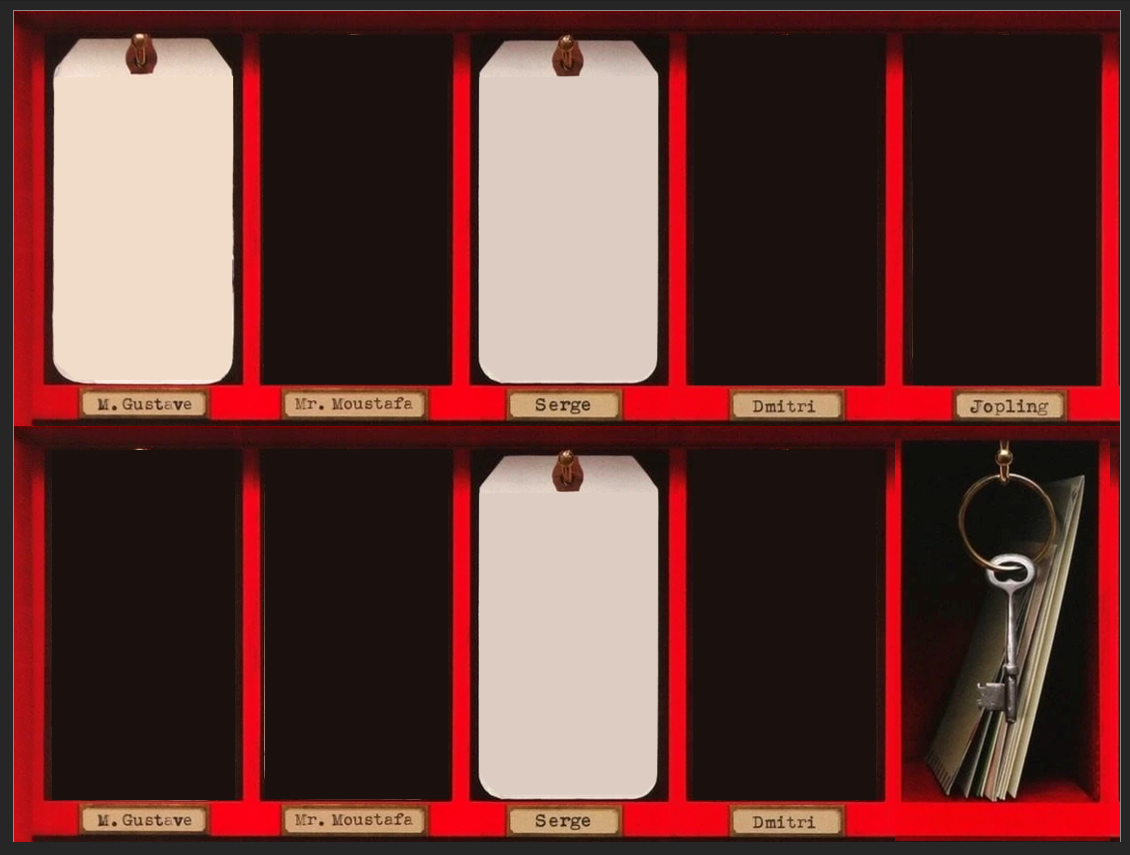 M. Gustave
Mr. Moustafa
Serge
Dmitri
Jopling
M. Gustave
Mr. Moustafa
Serge
Dmitri